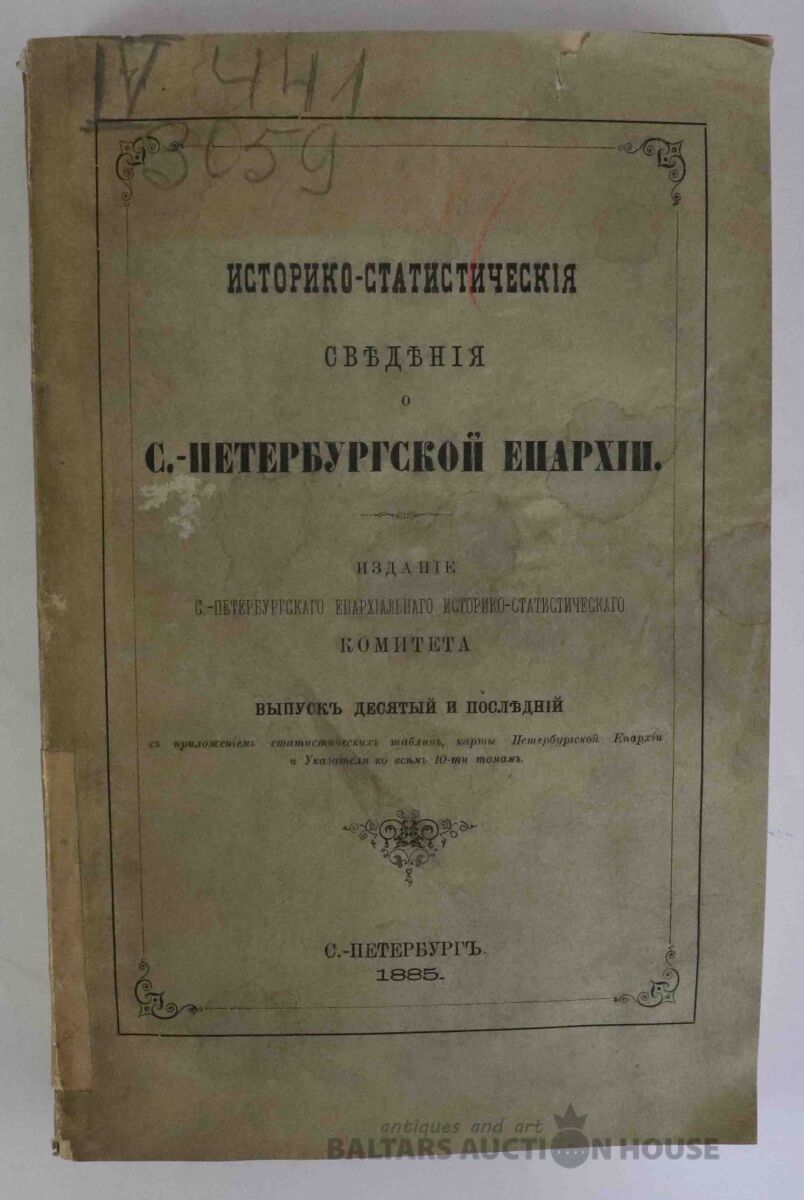 IV 441
3059
ИСТОРИКО-СТАТИСТИЧЕСКІЯ
СВѢДѢНІЯ
О
С.-ПЕТЕРБУРГСКОЙ ЕПАРХІИ.
ИЗДАНІЕ
С.-ПЕТЕРБУРГСКАГО ЕПАРХІАЛЬНАГО ИСТОРИКО-СТАТИСТИЧЕСКАГО
КОМИТЕТА
ВЫПУСКЪ ДЕСЯТЫЙ И ПОСЛѢДНІЙ
съ приложеніемъ статистическихъ таблицъ, карты Петербургской Епархіи
и Указателя ко всѣмъ 10-ти томамъ.
С.-ПЕТЕРБУРГЪ.
1885.
antiques and art
BALTARS AUCTION HOUSE